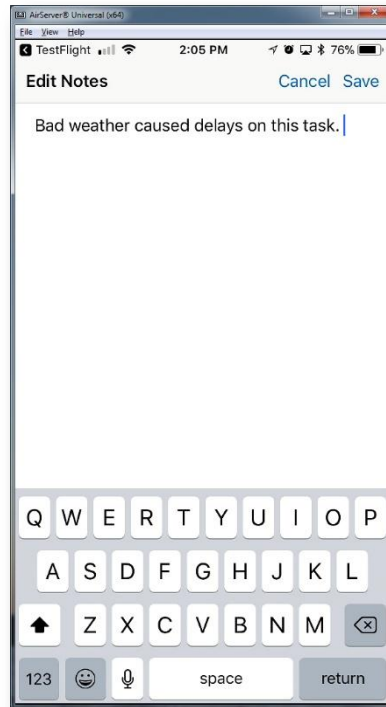 AirServer® Universal (x64)
File View Help
TestFlight 2:05 PM 76%
Edit Notes Cancel Save
Bad weather caused delays on this task.
Q W E R T Y U I O P
A S D F G H J K L
Z X C V B N M
123 space return